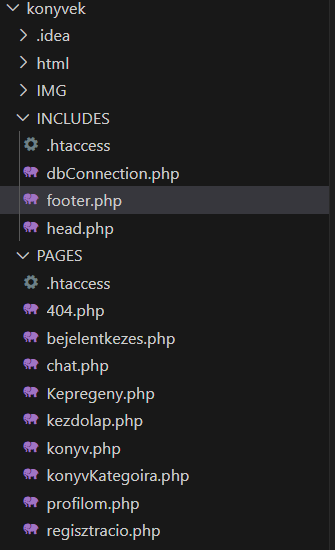 konyvek
.idea
html
IMG
INCLUDES
.htaccess
dbConnection.php
footer.php
head.php
PAGES
.htaccess
404.php
bejelentkezes.php
chat.php
Kepregeny.php
kezdolap.php
konyv.php
konyvKategoira.php
profilom.php
regisztracio.php